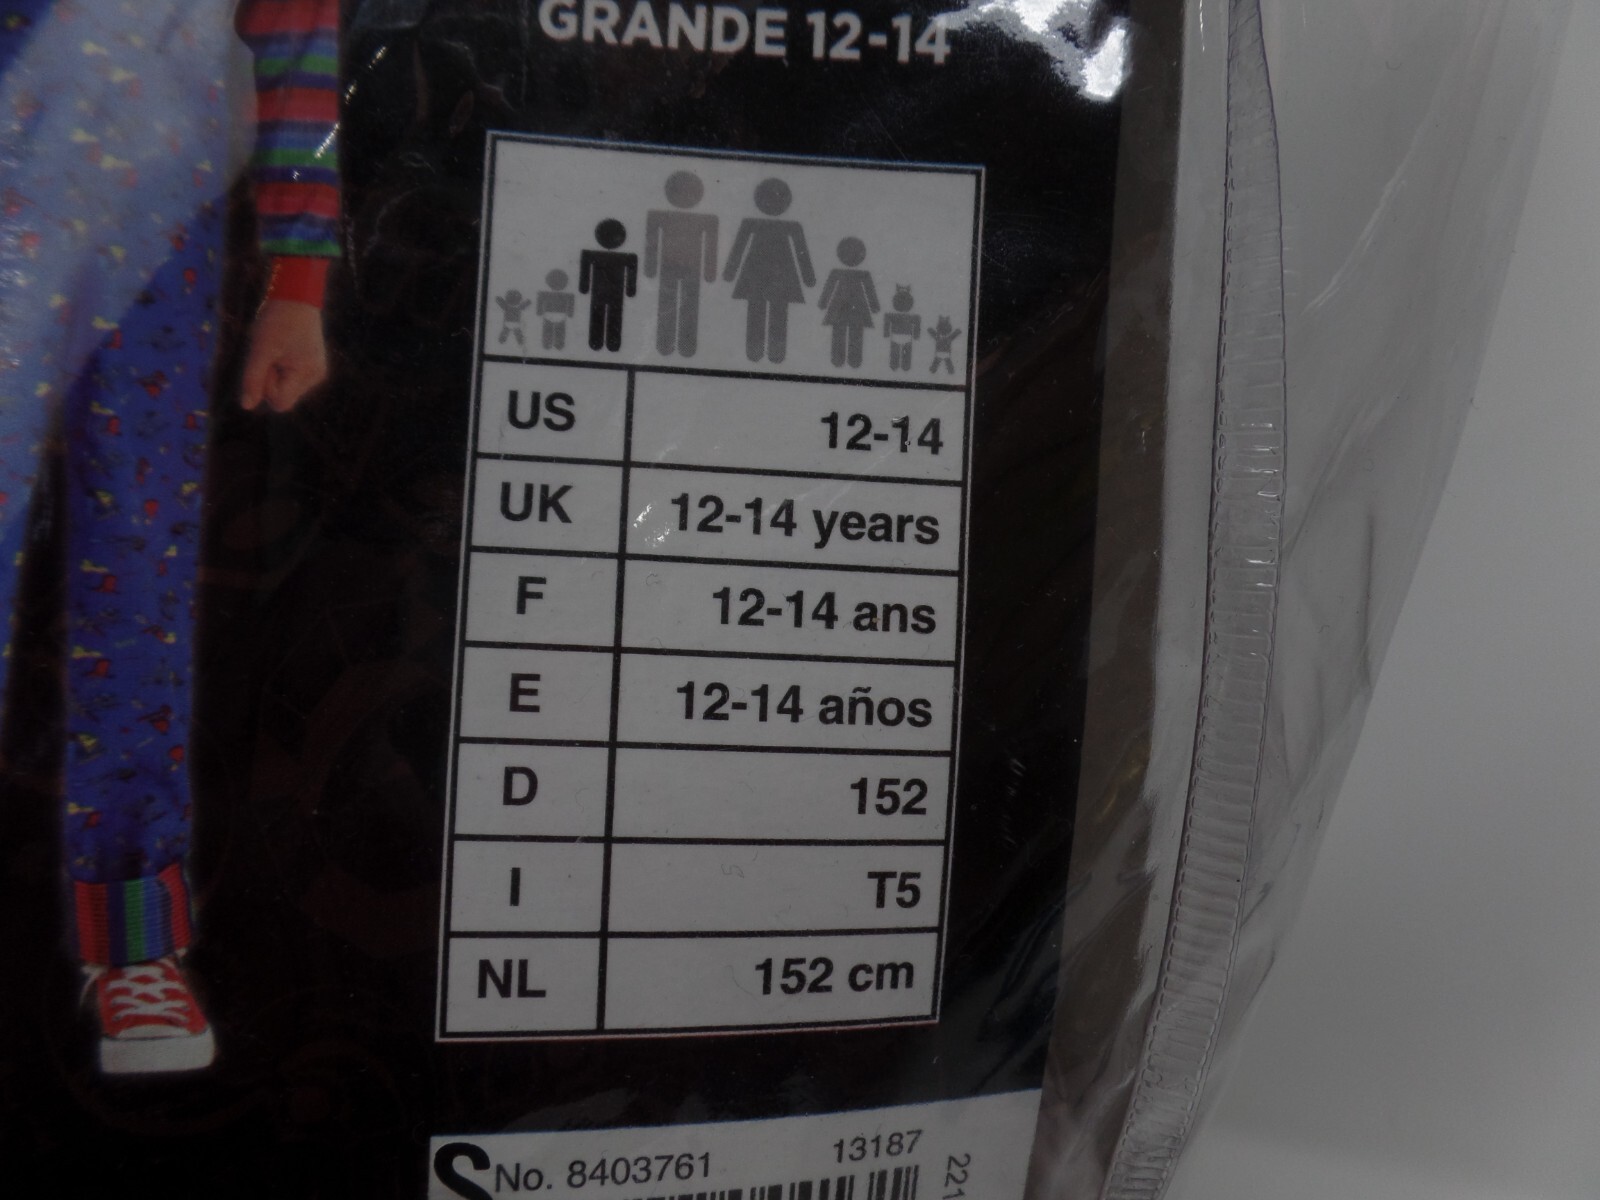 GRANDE 12-14
US 12-14
UK 12-14 years
F 12-14 ans
E 12-14 años
D 152
I T5
NL 152 cm
No. 8403761 13187
221